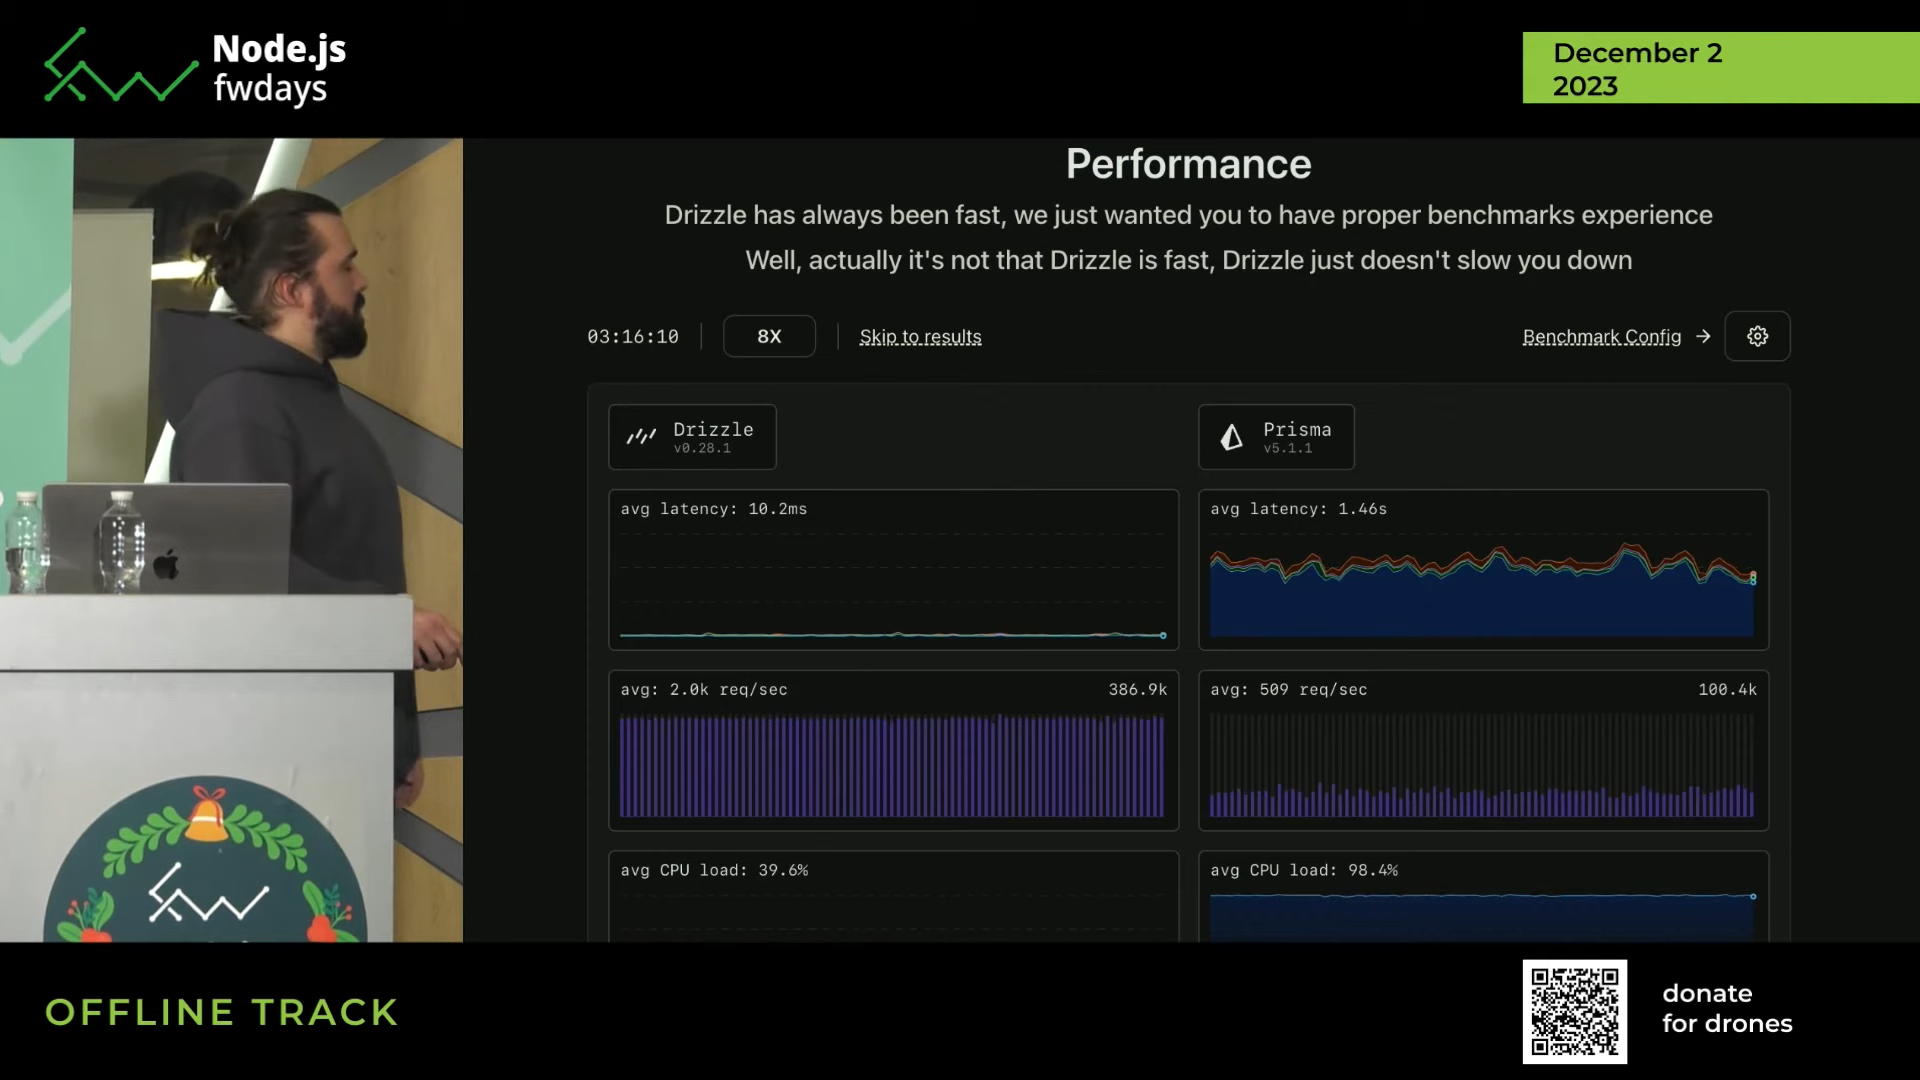 Node.js
fwdays
December 2
2023
Performance
Drizzle has always been fast, we just wanted you to have proper benchmarks experience
Well, actually it's not that Drizzle is fast, Drizzle just doesn't slow you down
03:16:10
8X
Skip to results
Benchmark Config →
Drizzle
v0.28.1
Prisma
v5.1.1
avg latency: 10.2ms
avg latency: 1.46s
avg: 2.0k req/sec 386.9k
avg: 509 req/sec 100.4k
avg CPU load: 39.6%
avg CPU load: 98.4%
OFFLINE TRACK
donate
for drones